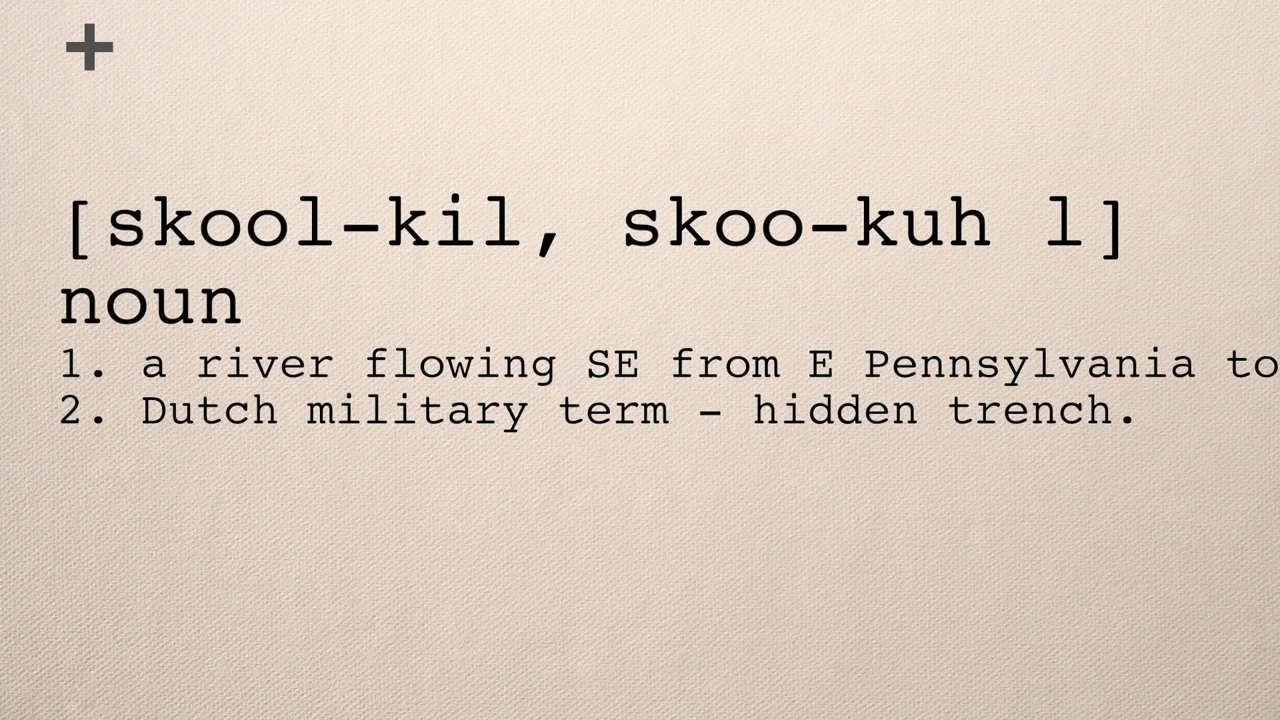 [skool-kil, skoo-kuh l]
noun
1. a river flowing SE from E Pennsylvania to
2. Dutch military term – hidden trench.